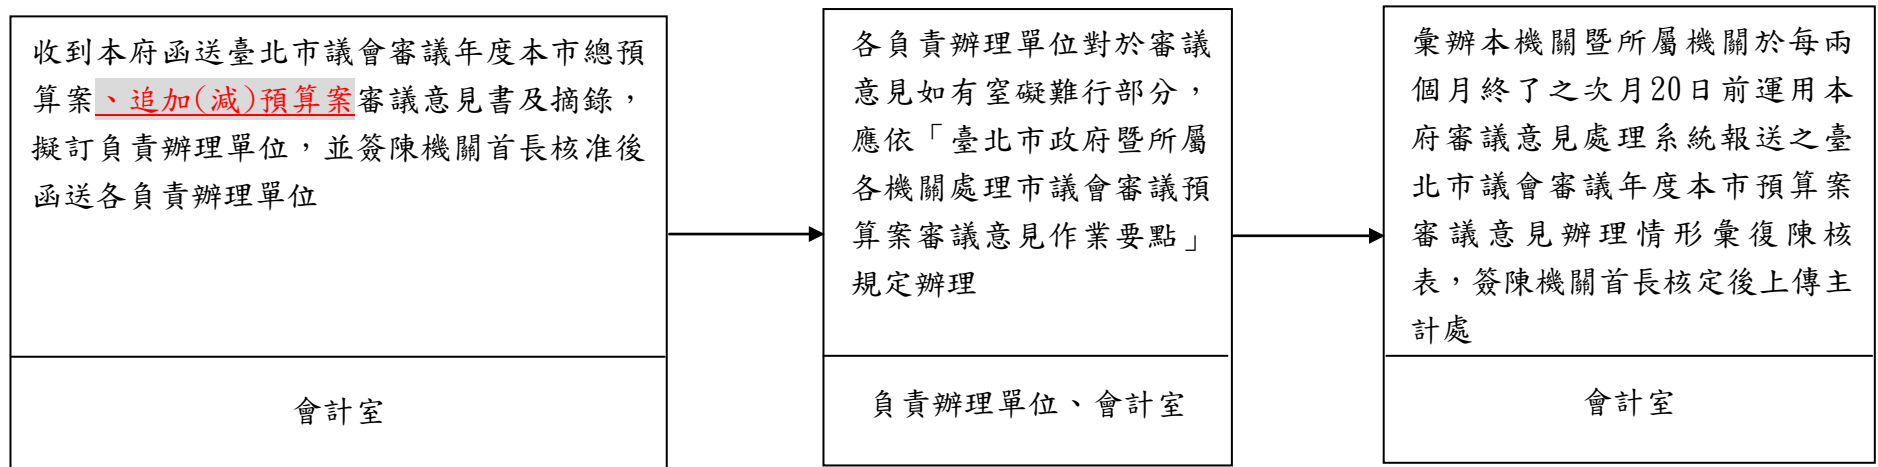 收到本府函送臺北市議會審議年度本市總預
算案、追加(減)預算案審議意見書及摘錄，
擬訂負責辦理單位，並簽陳機關首長核准後
函送各負責辦理單位
會計室
各負責辦理單位對於審議
意見如有窒礙難行部分，
應依「臺北市政府暨所屬
各機關處理市議會審議預
算案審議意見作業要點」
規定辦理
負責辦理單位、會計室
彙辦本機關暨所屬機關於每兩
個月終了之次月20日前運用本
府審議意見處理系統報送之臺
北市議會審議年度本市預算案
審議意見辦理情形彙復陳核
表，簽陳機關首長核定後上傳主
計處
會計室